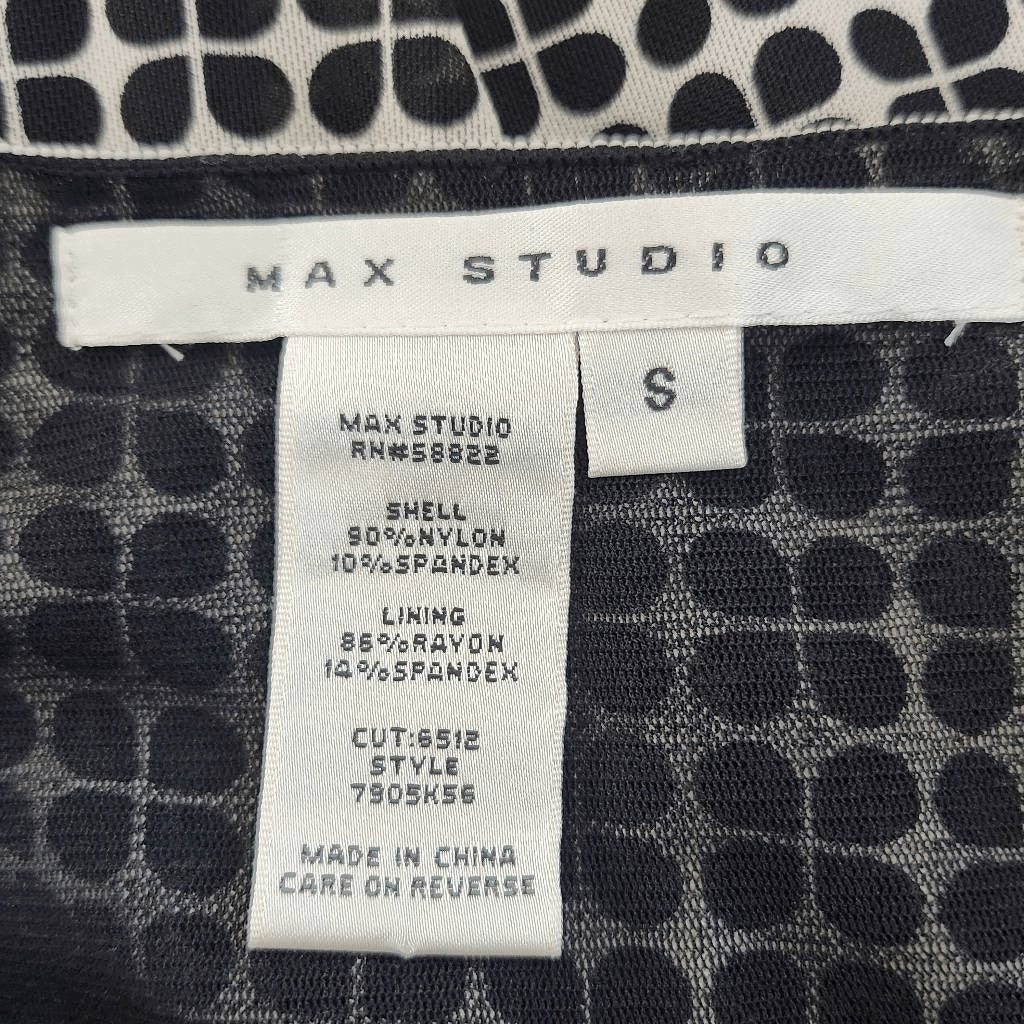 MAX STUDIO
S
MAX STUDIO
RN#58822
SHELL
90%NYLON
10%SPANDEX
LINING
86%RAYON
14%SPANDEX
CUT:6512
STYLE
MADE IN CHINA
CARE ON REVERSE